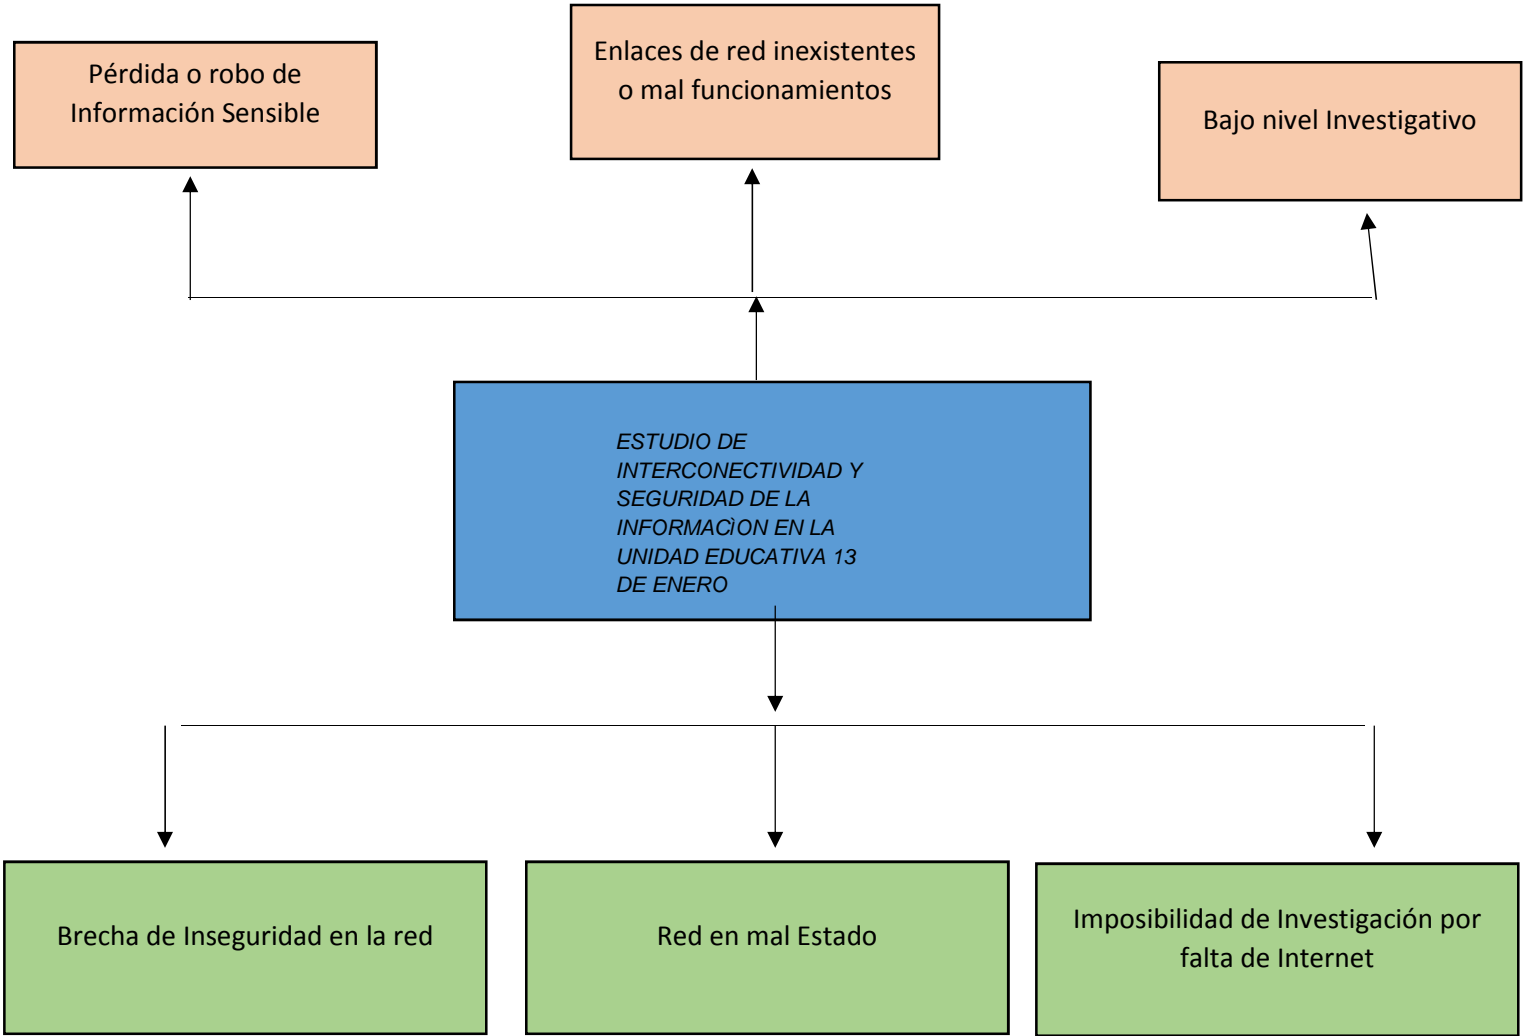 Pérdida o robo de
Información Sensible
Enlaces de red inexistentes
o mal funcionamientos
Bajo nivel Investigativo
ESTUDIO DE
INTERCONECTIVIDAD Y
SEGURIDAD DE LA
INFORMACÌON EN LA
UNIDAD EDUCATIVA 13
DE ENERO
Brecha de Inseguridad en la red
Red en mal Estado
Imposibilidad de Investigación por
falta de Internet